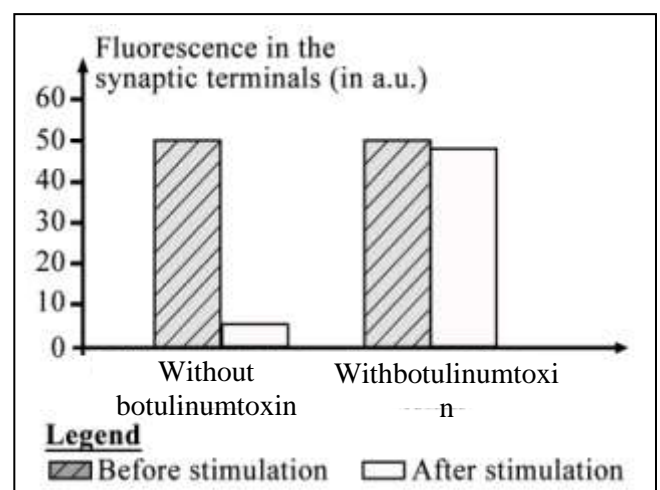 Fluorescence in the
synaptic terminals (in a.u.)
60
50
40
30
20
10
0
Without
botulinumtoxin
Withbotulinumtoxi
n
Legend
Before stimulation
After stimulation